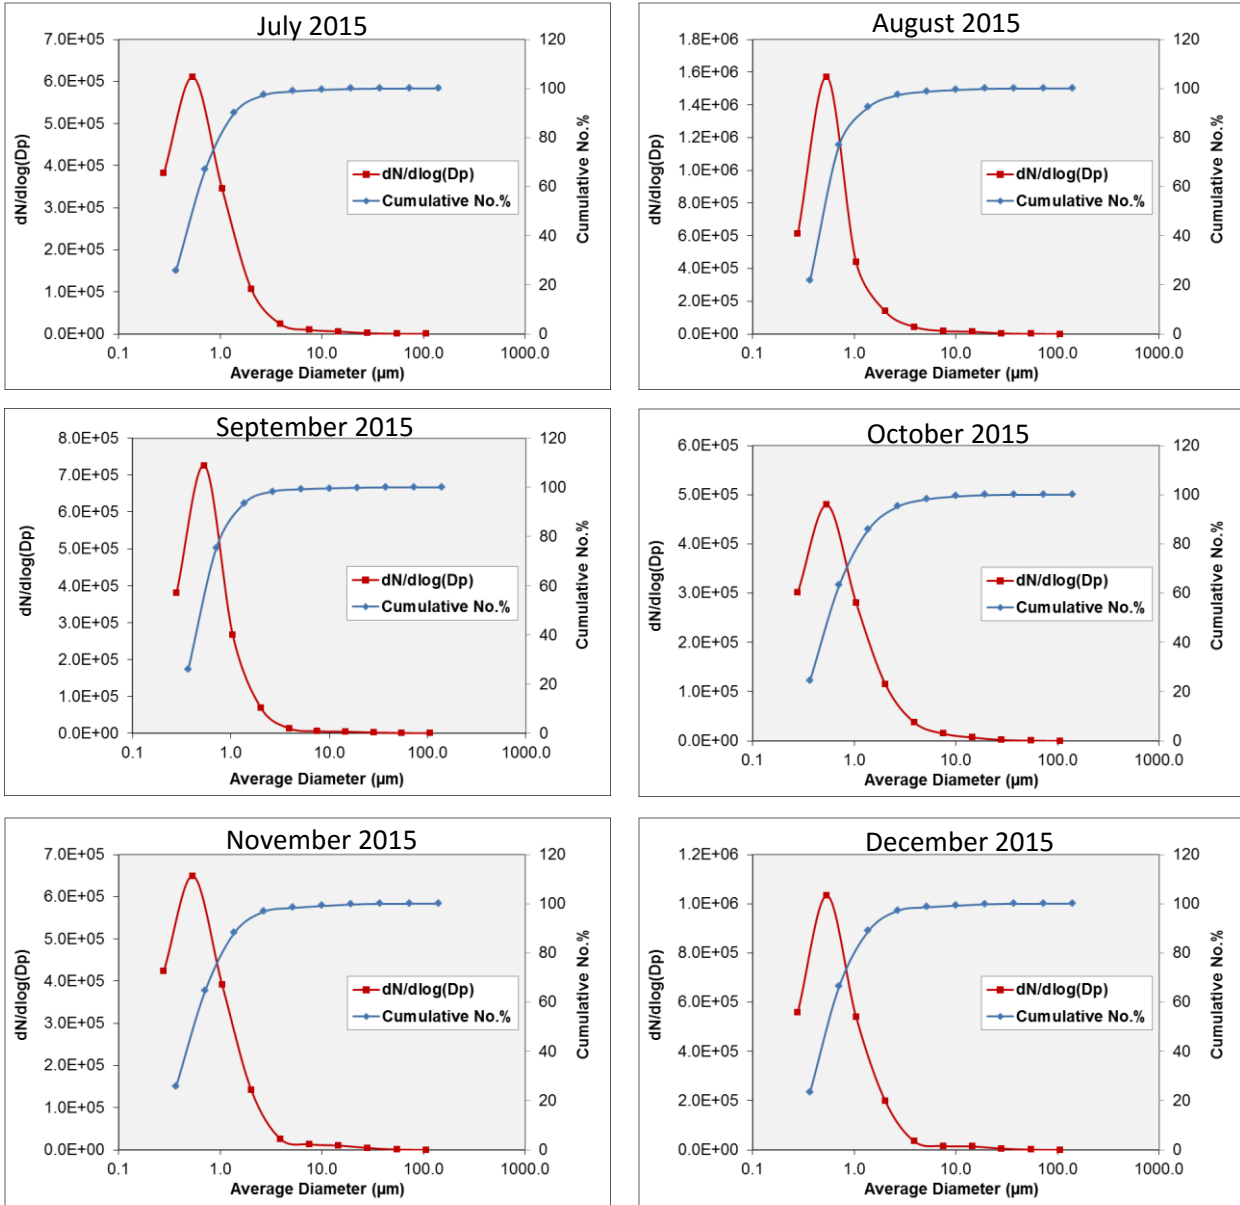 July 2015
7.0E+05
6.0E+05
5.0E+05
4.0E+05
3.0E+05
2.0E+05
1.0E+05
0.0E+00
dN/dlog(Dp)
120
100
80
60
40
20
0
Cumulative No.%
dN/dlog(Dp)
Cumulative No.%
0.1 1.0 10.0 100.0 1000.0
Average Diameter (µm)
August 2015
1.8E+06
1.6E+06
1.4E+06
1.2E+06
1.0E+06
8.0E+05
6.0E+05
4.0E+05
2.0E+05
0.0E+00
dN/dlog(Dp)
120
100
80
60
40
20
0
Cumulative No.%
dN/dlog(Dp)
Cumulative No.%
0.1 1.0 10.0 100.0 1000.0
Average Diameter (µm)
September 2015
8.0E+05
7.0E+05
6.0E+05
5.0E+05
4.0E+05
3.0E+05
2.0E+05
1.0E+05
0.0E+00
dN/dlog(Dp)
120
100
80
60
40
20
0
Cumulative No.%
dN/dlog(Dp)
Cumulative No.%
0.1 1.0 10.0 100.0 1000.0
Average Diameter (µm)
October 2015
6.0E+05
5.0E+05
4.0E+05
3.0E+05
2.0E+05
1.0E+05
0.0E+00
dN/dlog(Dp)
120
100
80
60
40
20
0
Cumulative No.%
dN/dlog(Dp)
Cumulative No.%
0.1 1.0 10.0 100.0 1000.0
Average Diameter (µm)
November 2015
7.0E+05
6.0E+05
5.0E+05
4.0E+05
3.0E+05
2.0E+05
1.0E+05
0.0E+00
dN/dlog(Dp)
120
100
80
60
40
20
0
Cumulative No.%
dN/dlog(Dp)
Cumulative No.%
0.1 1.0 10.0 100.0 1000.0
Average Diameter (µm)
December 2015
1.2E+06
1.0E+06
8.0E+05
6.0E+05
4.0E+05
2.0E+05
0.0E+00
dN/dlog(Dp)
120
100
80
60
40
20
0
Cumulative No.%
dN/dlog(Dp)
Cumulative No.%
0.1 1.0 10.0 100.0 1000.0
Average Diameter (µm)